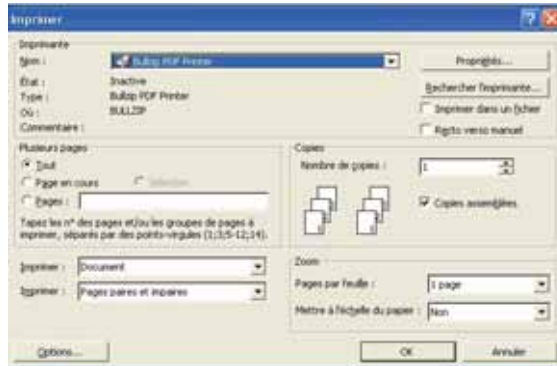 Imprimer
Imprimante
Nom : Bullzip PDF Printer
Propriétés...
État : Inactive
Type : Bullzip PDF Printer
Où : BULLZIP
Commentaire :
Rechercher l'imprimante...
Imprimer dans un fichier
Recto verso manuel
Plusieurs pages
Tout
Page en cours
Sélection
Pages :
Tapez les n° des pages et/ou les groupes de pages à
imprimer, séparés par des points-virgules (1;3;5-12;14).
Copies
Nombre de copies : 1
Copies assemblées
Imprimer : Document
Imprimer : Pages paires et impaires
Zoom
Pages par feuille : 1 page
Mettre à l'échelle du papier : Non
Options...
OK
Annuler